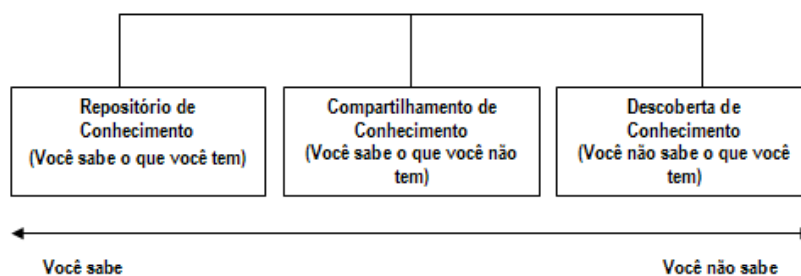 Repositório de
Conhecimento
(Você sabe o que você tem)
Compartilhamento de
Conhecimento
(Você sabe o que você não
tem)
Descoberta de
Conhecimento
(Você não sabe o que você
tem)
Você sabe
Você não sabe